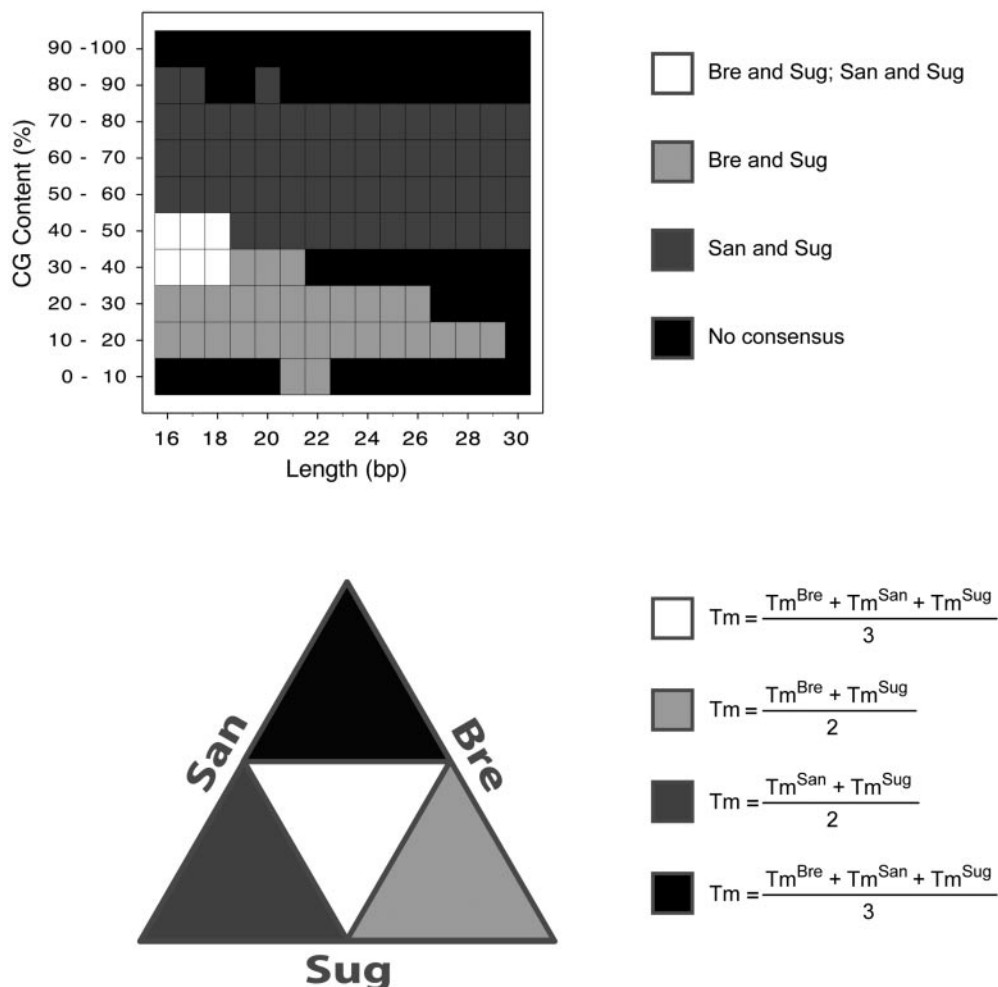 90 - 100
80 - 90
70 - 80
60 - 70
50 - 60
40 - 50
30 - 40
20 - 30
10 - 20
0 - 10
CG Content (%)
16 18 20 22 24 26 28 30
Length (bp)
Bre and Sug; San and Sug
Bre and Sug
San and Sug
No consensus
San
Bre
Sug
Tm = Tm^Bre + Tm^San + Tm^Sug
3
Tm = Tm^Bre + Tm^Sug
2
Tm = Tm^San + Tm^Sug
2
Tm = Tm^Bre + Tm^San + Tm^Sug
3